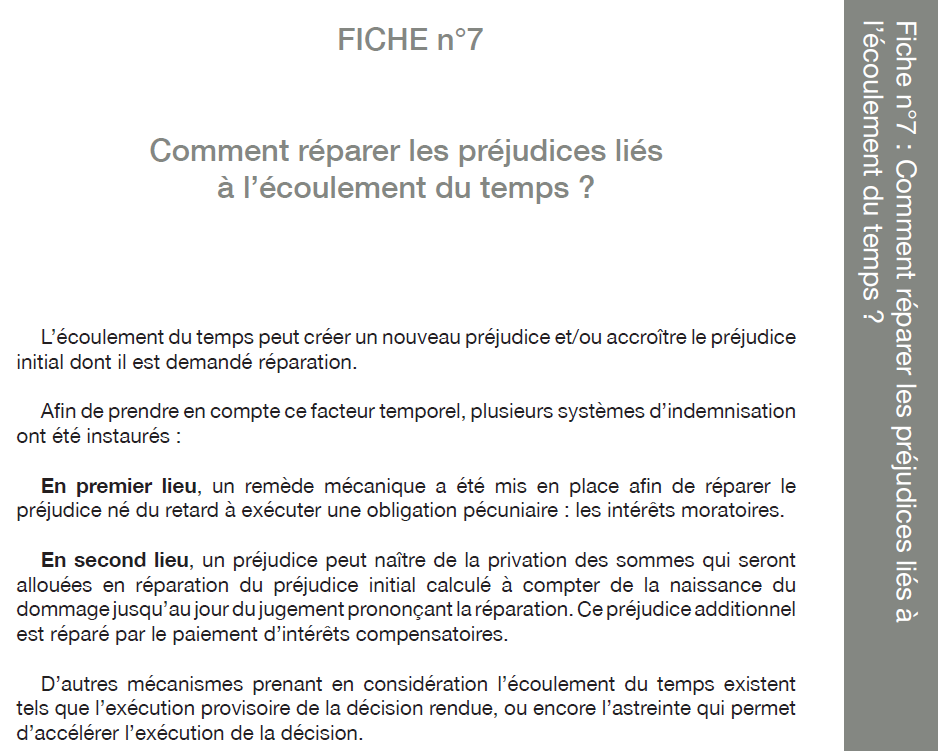 FICHE n°7
Comment réparer les préjudices liés
à l’écoulement du temps ?
L’écoulement du temps peut créer un nouveau préjudice et/ou accroître le préjudice
initial dont il est demandé réparation.
Afin de prendre en compte ce facteur temporel, plusieurs systèmes d’indemnisation
ont été instaurés :
En premier lieu, un remède mécanique a été mis en place afin de réparer le
préjudice né du retard à exécuter une obligation pécuniaire : les intérêts moratoires.
En second lieu, un préjudice peut naître de la privation des sommes qui seront
allouées en réparation du préjudice initial calculé à compter de la naissance du
dommage jusqu’au jour du jugement prononçant la réparation. Ce préjudice additionnel
est réparé par le paiement d’intérêts compensatoires.
D’autres mécanismes prenant en considération l’écoulement du temps existent
tels que l’exécution provisoire de la décision rendue, ou encore l’astreinte qui permet
d’accélérer l’exécution de la décision.
Fiche n°7 : Comment réparer les préjudices liés à
l’écoulement du temps ?